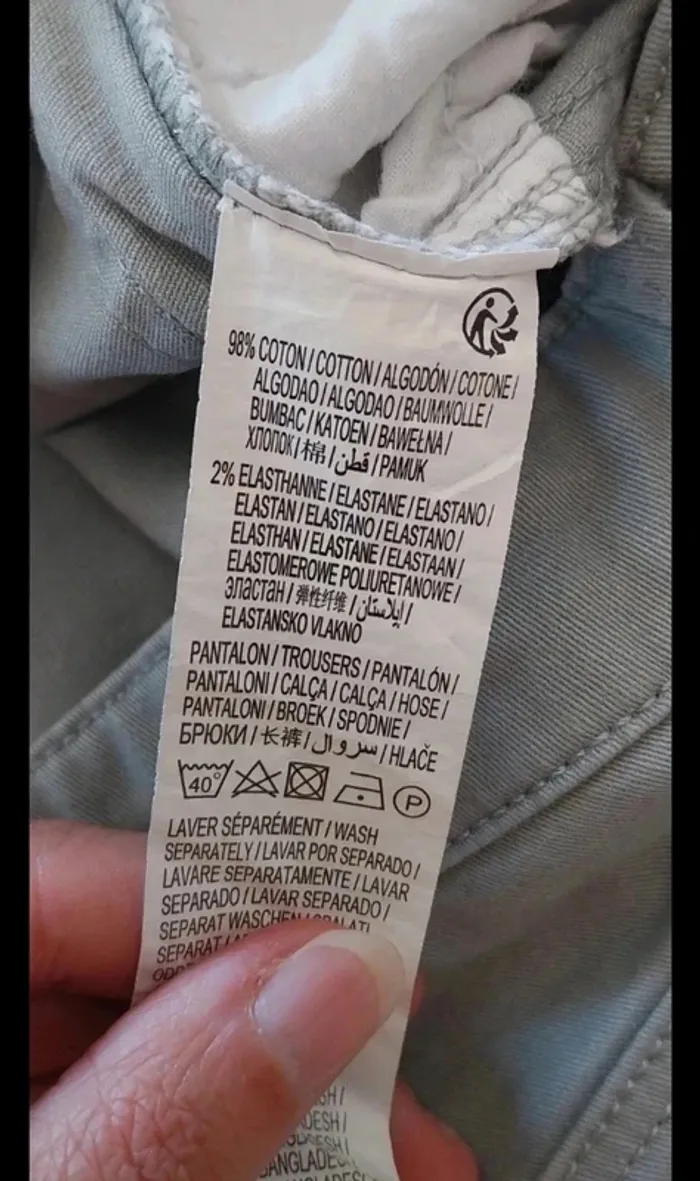 98% COTON / COTTON / ALGODÓN / COTONE /
ALGODAO / ALGODAO / BAUMWOLLE /
BUMBAC / KATOEN / BAWEŁNA /
ХЛОПОК / 棉 / قطن / PAMUK
2% ELASTHANNE / ELASTANE / ELASTANO /
ELASTAN / ELASTANO / ELASTANO /
ELASTHAN / ELASTANE / ELASTAAN /
ELASTOMEROWE POLIURETANOWE /
ЭЛАСТАН / 弹性纤维 / إيلاستان /
ELASTANSKO VLAKNO
PANTALON / TROUSERS / PANTALÓN /
PANTALONI / CALÇA / CALÇA / HOSE /
PANTALONI / BROEK / SPODNIE /
БРЮКИ / 长裤 / سروال / HLAČE
40° P
LAVER SÉPARÉMENT / WASH
SEPARATELY / LAVAR POR SEPARADO /
LAVARE SEPARATAMENTE / LAVAR
SEPARADO / LAVAR SEPARADO /
SEPARAT WASCHEN /
SEPARAT /